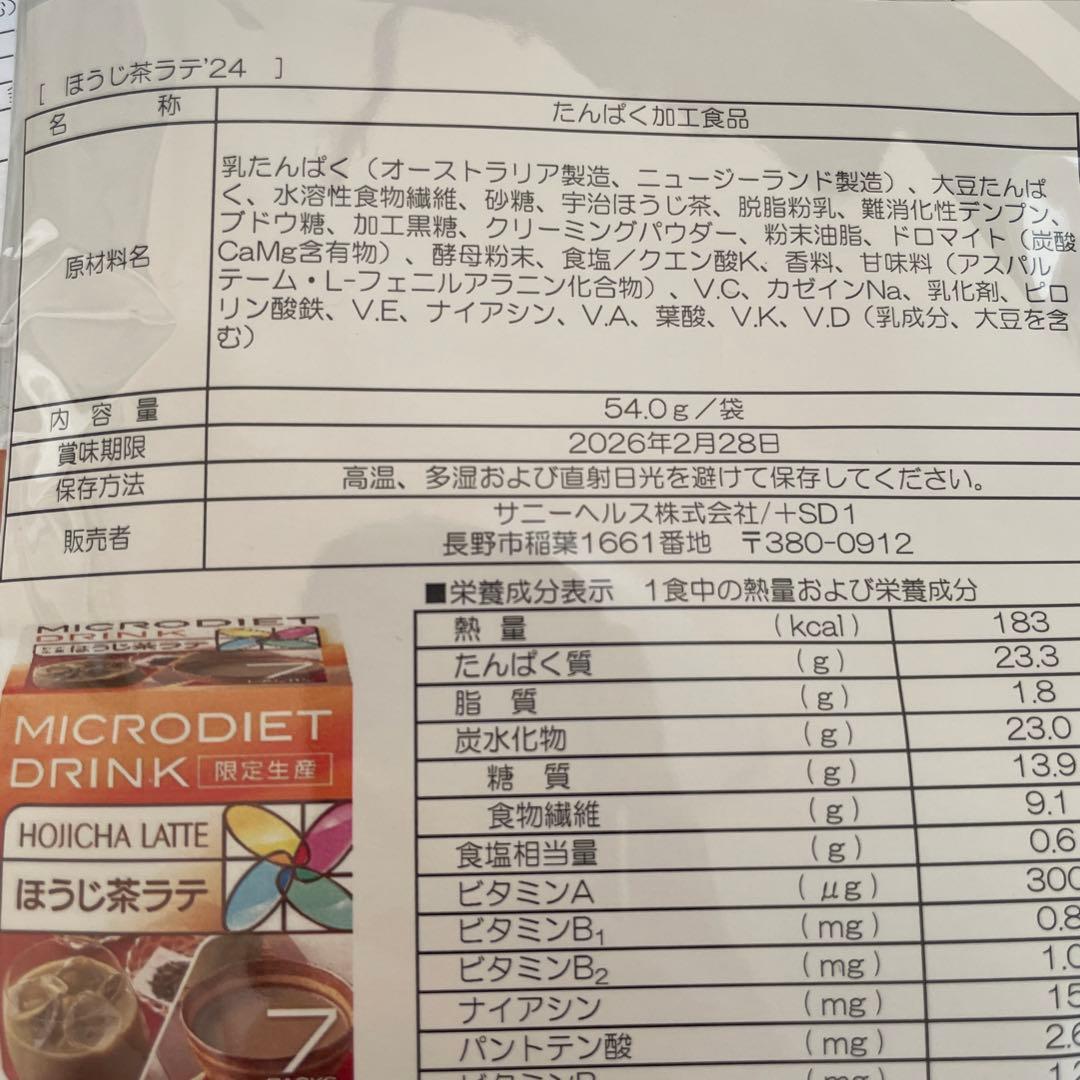 [ ほうじ茶ラテ'24 ]
名 称 たんぱく加工食品
原材料名
乳たんぱく（オーストラリア製造、ニュージーランド製造）、大豆たんぱ
く、水溶性食物繊維、砂糖、宇治ほうじ茶、脱脂粉乳、難消化性デンプン、
ブドウ糖、加工黒糖、クリーミングパウダー、粉末油脂、ドロマイト（炭酸
CaMg含有物）、酵母粉末、食塩／クエン酸K、香料、甘味料（アスパル
テーム・L-フェニルアラニン化合物）、V.C、カゼインNa、乳化剤、ピロ
リン酸鉄、V.E、ナイアシン、V.A、葉酸、V.K、V.D（乳成分、大豆を含
む）
内 容 量 54.0ｇ／袋
賞味期限 2026年2月28日
保存方法 高温、多湿および直射日光を避けて保存してください。
販売者
サニーヘルス株式会社/+SD1
長野市稲葉1661番地 〒380-0912
■栄養成分表示 1食中の熱量および栄養成分
熱 量 (kcal) 183
たんぱく質 (g) 23.3
脂 質 (g) 1.8
炭水化物 (g) 23.0
糖 質 (g) 13.9
食物繊維 (g) 9.1
食塩相当量 (g) 0.6
ビタミンA (μg) 300
ビタミンB₁ (mg) 0.8
ビタミンB₂ (mg) 1.0
ナイアシン (mg) 15
パントテン酸 (mg) 2.6
MICRODIET
DRINK
ほうじ茶ラテ
7
MICRODIET
DRINK 限定生産
HOJICHA LATTE
ほうじ茶ラテ
7